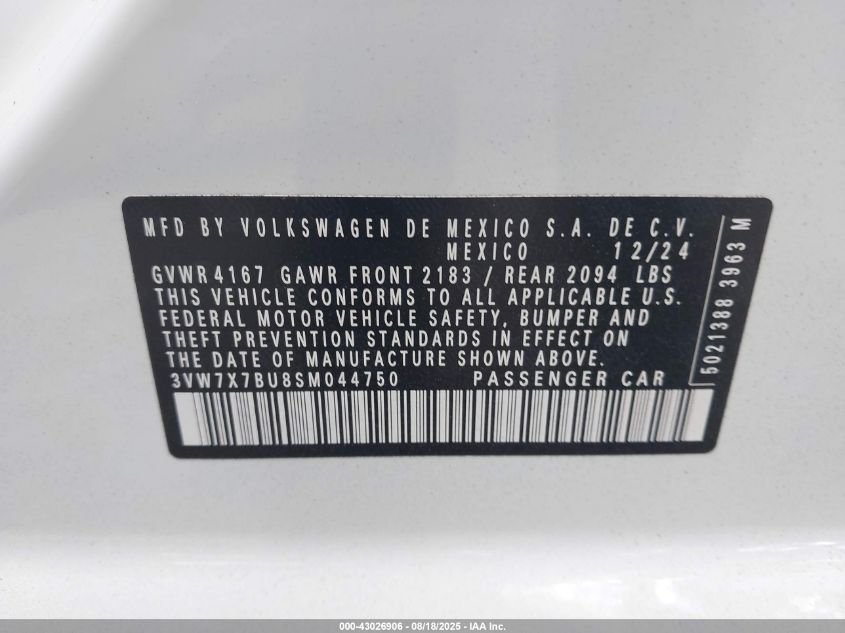 MFD BY VOLKSWAGEN DE MEXICO S.A. DE C.V.
MEXICO 12/24
GVWR 4167 GAWR FRONT 2183 / REAR 2094 LBS
THIS VEHICLE CONFORMS TO ALL APPLICABLE U.S.
FEDERAL MOTOR VEHICLE SAFETY, BUMPER AND
THEFT PREVENTION STANDARDS IN EFFECT ON
THE DATE OF MANUFACTURE SHOWN ABOVE.
3VW7X7BU8SM044750 PASSENGER CAR
5021388 3963 M
000-43026906 - 08/18/2025 - IAA Inc.